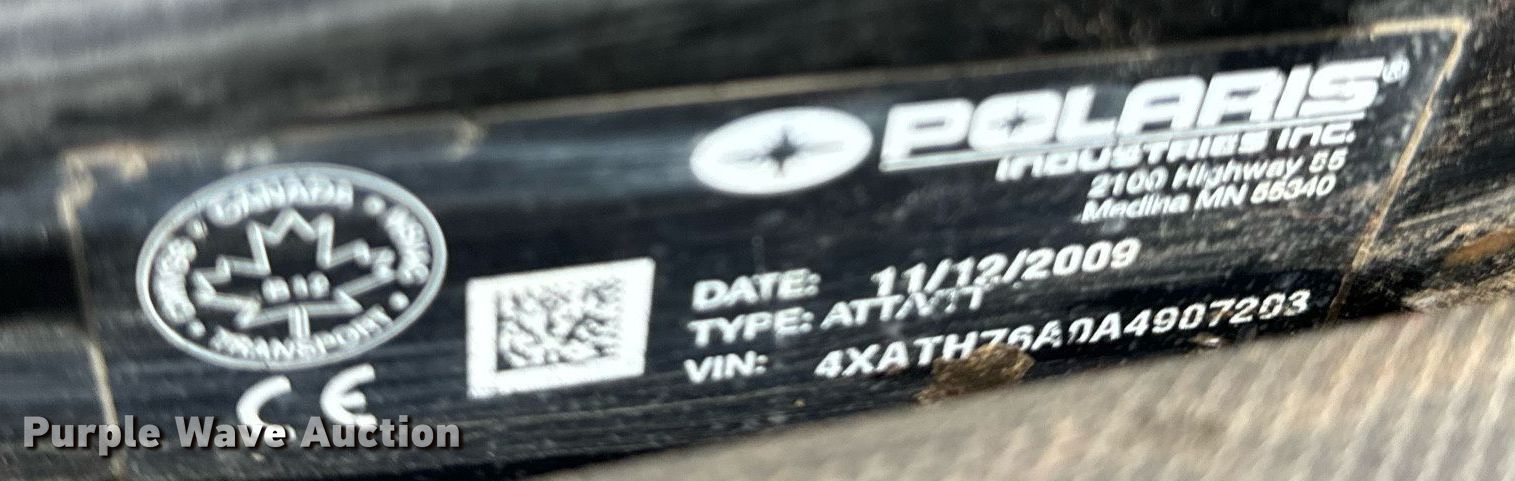 CANADA
TRANSPORT
POLARIS®
INDUSTRIES INC.
2100 Highway 55
Medina MN 55340
DATE: 11/12/2009
TYPE: ATT/VTT
VIN: 4XATH76A0A4907203
CE
Purple Wave Auction